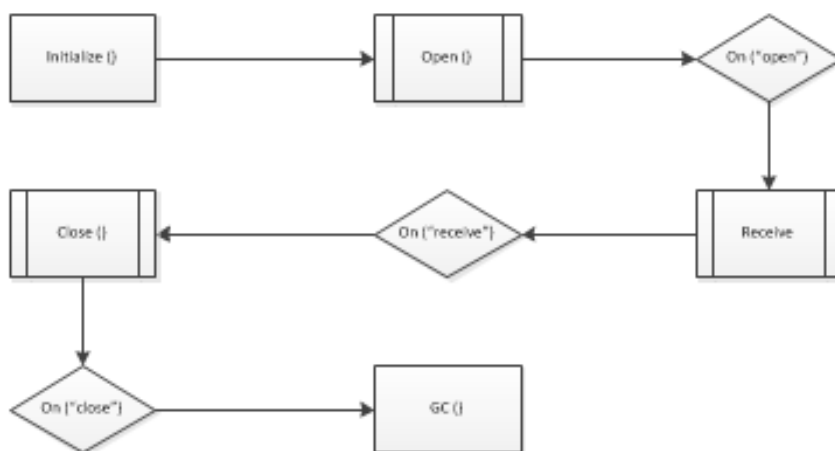 Initialize ()
Open ()
On ("open")
Receive
On ("receive")
Close ()
On ("close")
GC ()